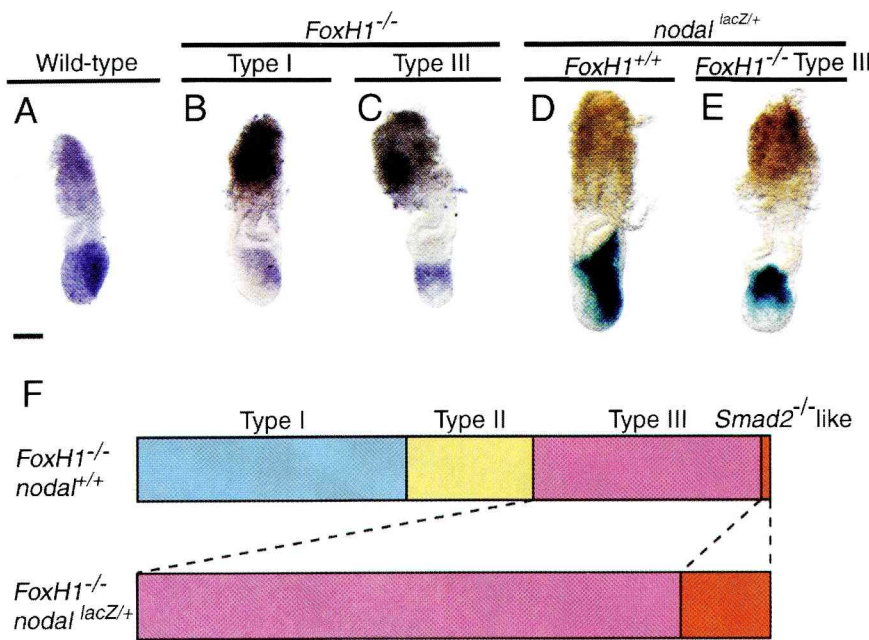 FoxH1-/- nodal lacZ/+
Wild-type Type I Type III FoxH1+/+ FoxH1-/- Type III
A B C D E
F
Type I Type II Type III Smad2-/-like
FoxH1-/-
nodal+/+
FoxH1-/-
nodal lacZ/+